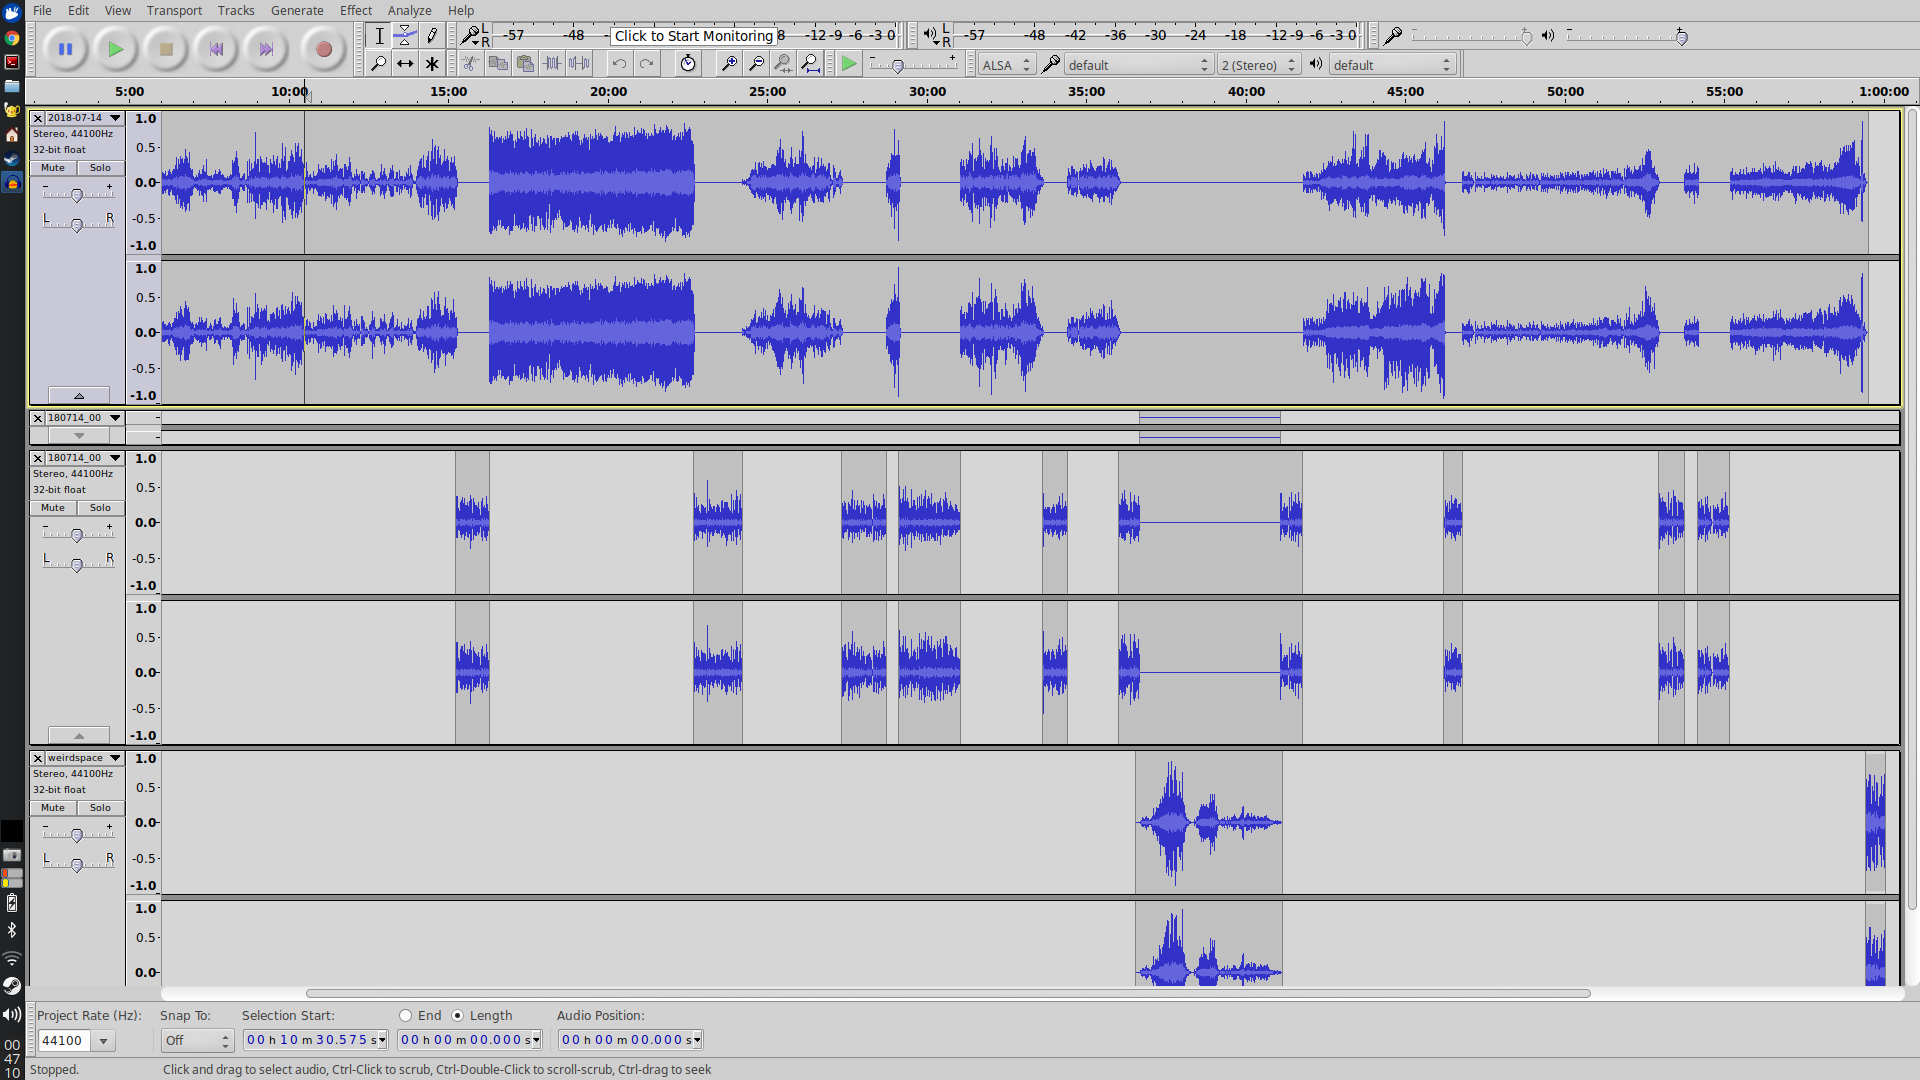 File Edit View Transport Tracks Generate Effect Analyze Help
L R -57 -48 - Click to Start Monitoring 8 -12 -9 -6 -3 0
L R -57 -48 -42 -36 -30 -24 -18 -12 -9 -6 -3 0
ALSA default 2 (Stereo) default
5:00 10:00 15:00 20:00 25:00 30:00 35:00 40:00 45:00 50:00 55:00 1:00:00
2018-07-14
Stereo, 44100Hz
32-bit float
Mute Solo
- +
L R
1.0
0.5
0.0
-0.5
-1.0
1.0
0.5
0.0
-0.5
-1.0
180714_00
180714_00
Stereo, 44100Hz
32-bit float
Mute Solo
- +
L R
1.0
0.5
0.0
-0.5
-1.0
1.0
0.5
0.0
-0.5
-1.0
weirdspace
Stereo, 44100Hz
32-bit float
Mute Solo
- +
L R
1.0
0.5
0.0
-0.5
-1.0
1.0
0.5
0.0
Project Rate (Hz): Snap To: Selection Start: End Length Audio Position:
44100 Off 00 h 10 m 30.575 s 00 h 00 m 00.000 s 00 h 00 m 00.000 s
Stopped. Click and drag to select audio, Ctrl-Click to scrub, Ctrl-Double-Click to scroll-scrub, Ctrl-drag to seek
00
47
10